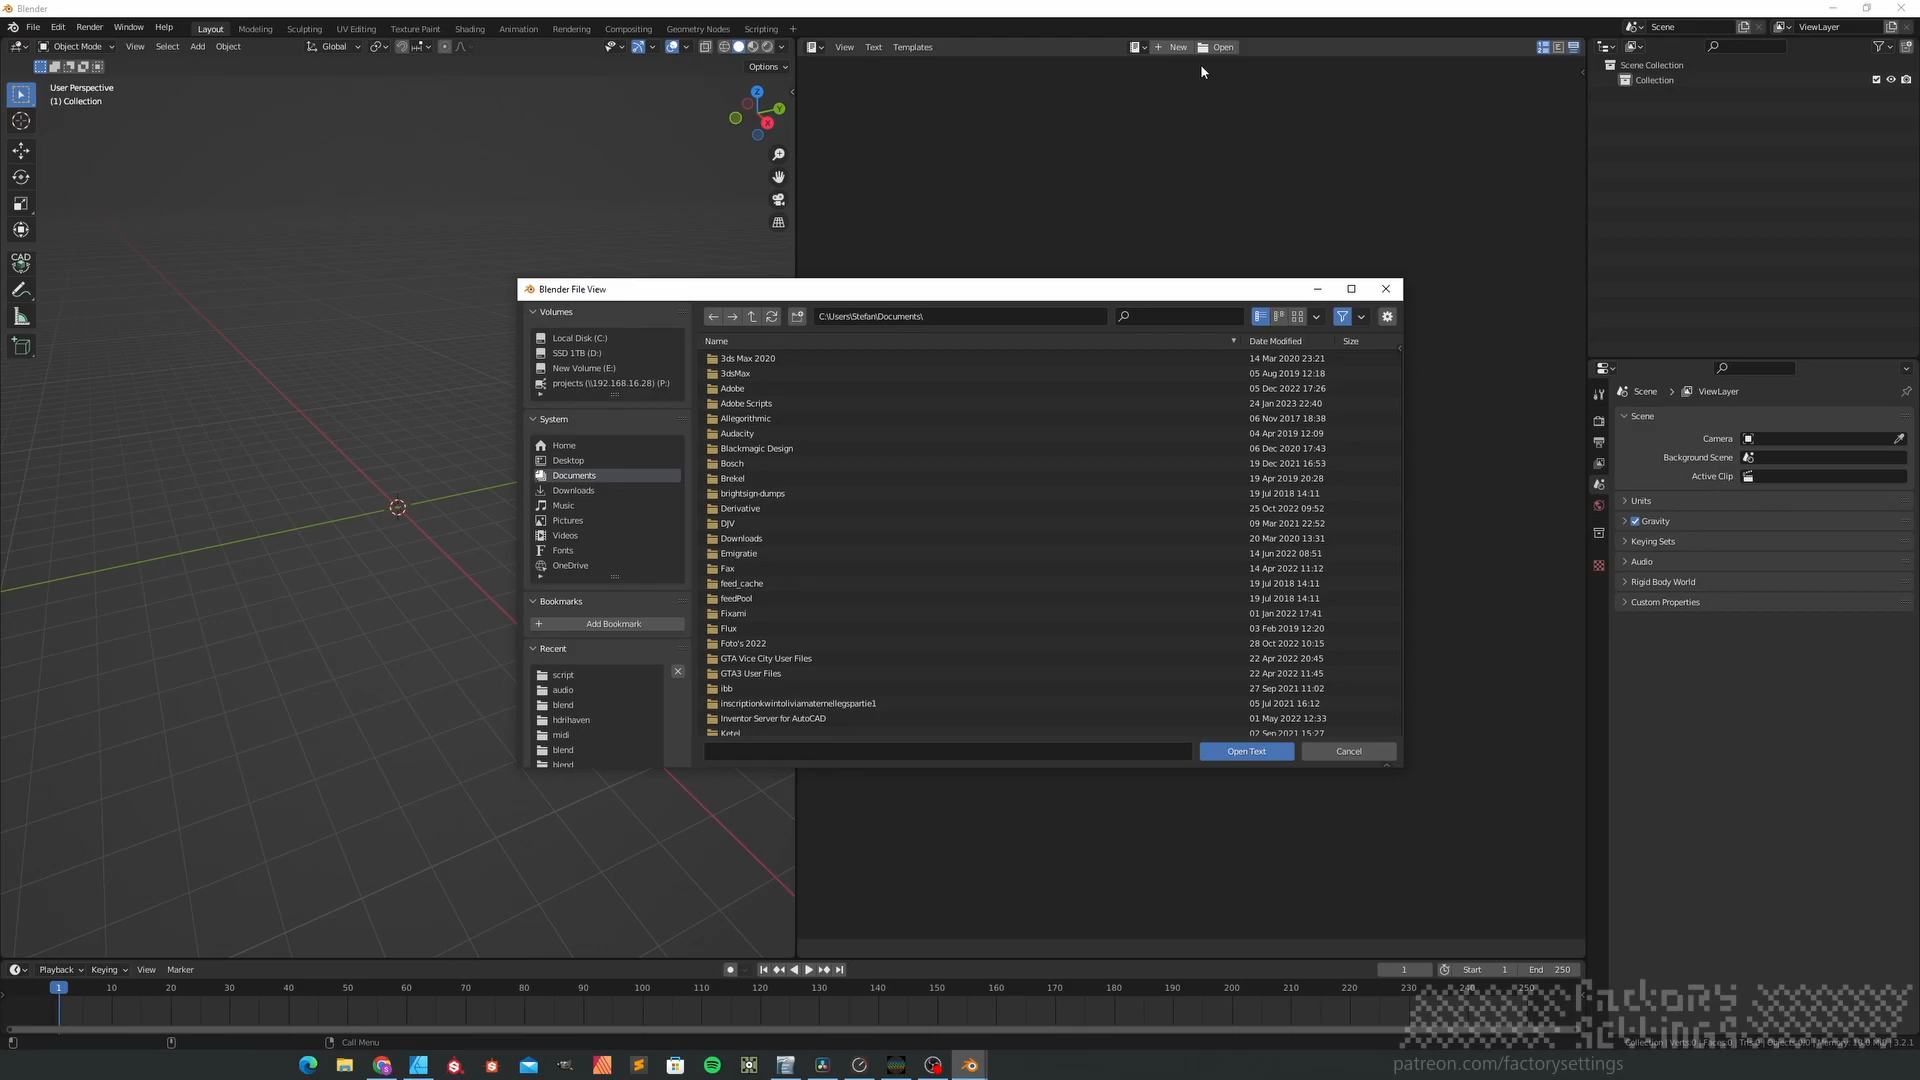 Blender
File Edit Render Window Help Layout Modeling Sculpting UV Editing Texture Paint Shading Animation Rendering Compositing Geometry Nodes Scripting + Scene ViewLayer
Object Mode View Select Add Object Global
View Text Templates + New Open
Options
User Perspective
(1) Collection
Z
Y
X
CAD
Scene Collection
Collection
Blender File View
Volumes
Local Disk (C:)
SSD 1TB (D:)
New Volume (E:)
projects (\\192.168.16.28) (P:)
System
Home
Desktop
Documents
Downloads
Music
Pictures
Videos
Fonts
OneDrive
Bookmarks
+ Add Bookmark
Recent
script
audio
blend
hdrihaven
midi
blend
blend
C:\Users\Stefan\Documents\
Name Date Modified Size
3ds Max 2020 14 Mar 2020 23:21
3dsMax 05 Aug 2019 12:18
Adobe 05 Dec 2022 17:26
Adobe Scripts 24 Jan 2023 22:40
Allegorithmic 06 Nov 2017 18:38
Audacity 04 Apr 2019 12:09
Blackmagic Design 06 Dec 2020 17:43
Bosch 19 Dec 2021 16:53
Brekel 19 Apr 2019 20:28
brightsign-dumps 19 Jul 2018 14:11
Derivative 25 Oct 2022 09:52
DJV 09 Mar 2021 22:52
Downloads 20 Mar 2020 13:31
Emigratie 14 Jun 2022 08:51
Fax 14 Apr 2022 11:12
feed_cache 19 Jul 2018 14:11
feedPool 19 Jul 2018 14:11
Fixami 01 Jan 2022 17:41
Flux 03 Feb 2019 12:20
Foto's 2022 28 Oct 2022 10:15
GTA Vice City User Files 22 Apr 2022 20:45
GTA3 User Files 22 Apr 2022 11:45
ibb 27 Sep 2021 11:02
inscriptionkwintoliviamaternellegspartie1 05 Jul 2021 16:12
Inventor Server for AutoCAD 01 May 2022 12:33
Ketel 02 Sep 2021 15:27
Open Text Cancel
Scene ViewLayer
Scene
Camera
Background Scene
Active Clip
Units
Gravity
Keying Sets
Audio
Rigid Body World
Custom Properties
Playback Keying View Marker 1 Start 1 End 250
1 10 20 30 40 50 60 70 80 90 100 110 120 130 140 150 160 170 180 190 200 210 220 230 240 250
factory settings
Call Menu
patreon.com/factorysettings